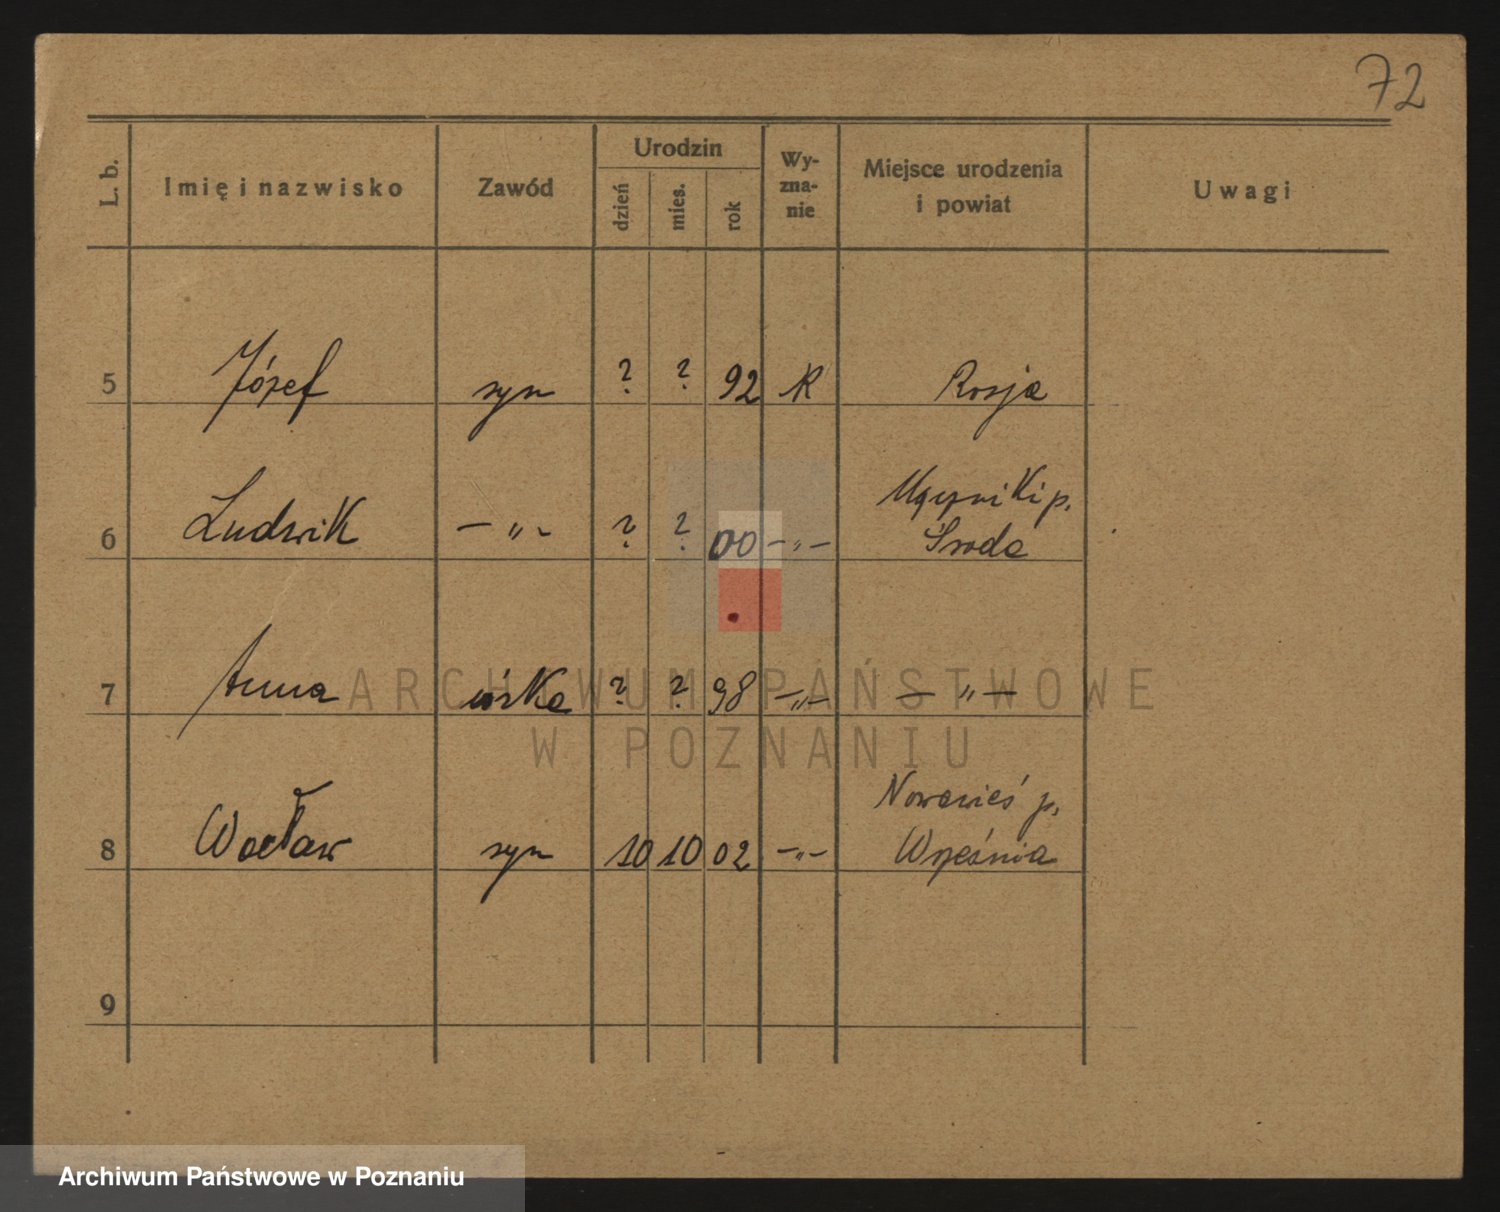 72
L. b.
Imię i nazwisko
Zawód
Urodzin
dzień
mies.
rok
Wy-
zna-
nie
Miejsce urodzenia
i powiat
Uwagi
5 Józef syn ? ? 92 R Rosja
6 Ludwik —"— ? ? 00 —"— Mączniki p.
Środa
7 Anna córka ? ? 98 —"— —"—
ARCHIWUM PAŃSTWOWE
W POZNANIU
8 Wacław syn 10 10 02 —"— Nowawieś p.
Września
9
Archiwum Państwowe w Poznaniu